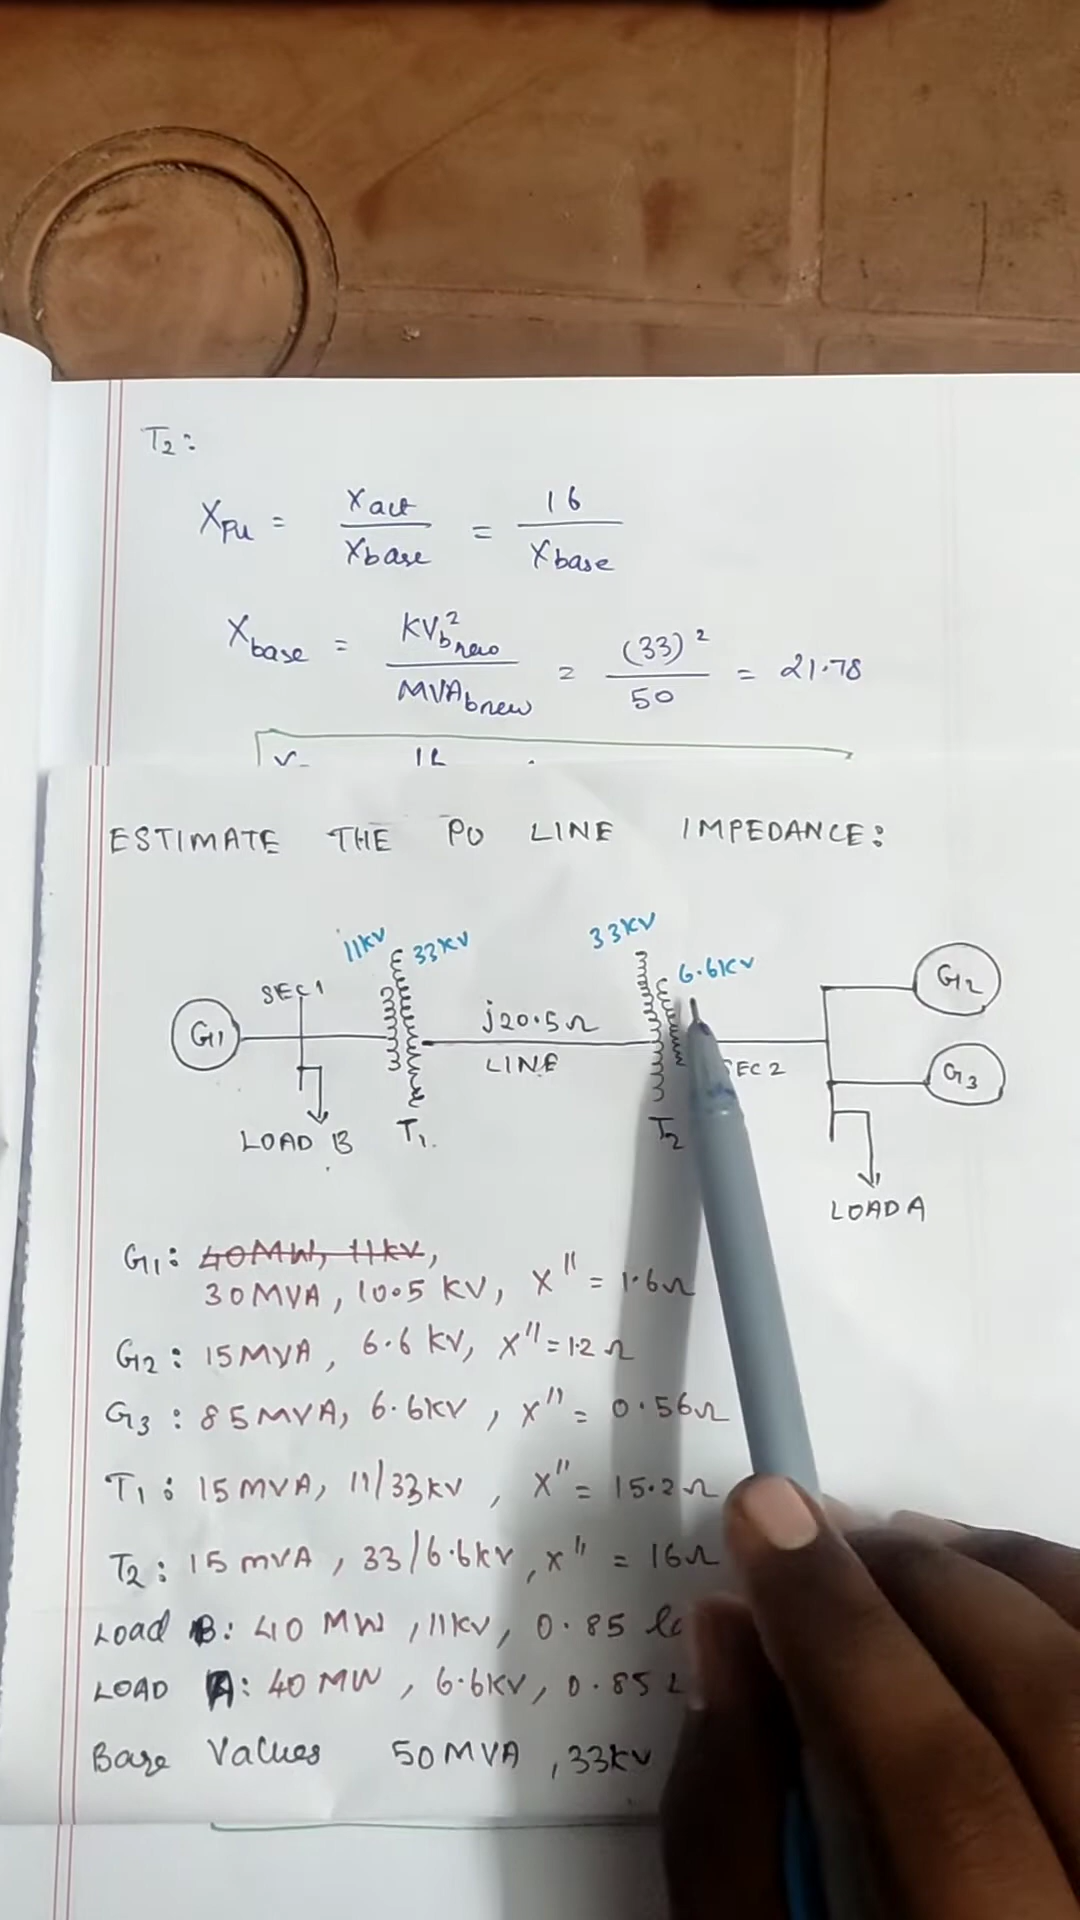 T2:
Xpu = Xact / Xbase = 16 / Xbase
Xbase = KV²bnew / MVAbnew = (33)² / 50 = 21.78
ESTIMATE THE PU LINE IMPEDANCE:
11KV 33KV 33KV 6.6KV
SEC 1
G1 j20.5Ω G2
LINE SEC 2 G3
LOAD B T1. T2
LOAD A
G1: 40MW, 11KV,
30MVA, 10.5 KV, X" = 1.6Ω
G2: 15MVA, 6.6 KV, X" = 1.2 Ω
G3: 85MVA, 6.6KV, X" = 0.56Ω
T1: 15MVA, 11/33KV, X" = 15.2Ω
T2: 15MVA, 33/6.6KV, X" = 16Ω
Load B: 40 MW, 11KV, 0.85
LOAD A: 40 MW, 6.6KV, 0.85
Base Values 50MVA, 33KV